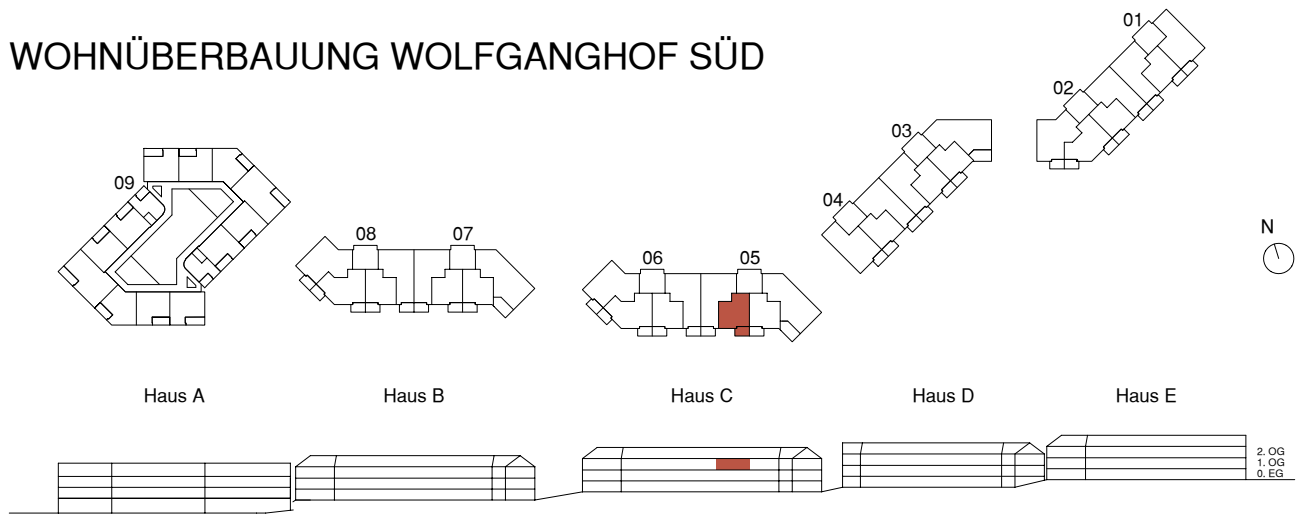 WOHNÜBERBAUUNG WOLFGANGHOF SÜD
01
02
03
04
09
08
07
06
05
N
Haus A
Haus B
Haus C
Haus D
Haus E
2. OG
1. OG
0. EG